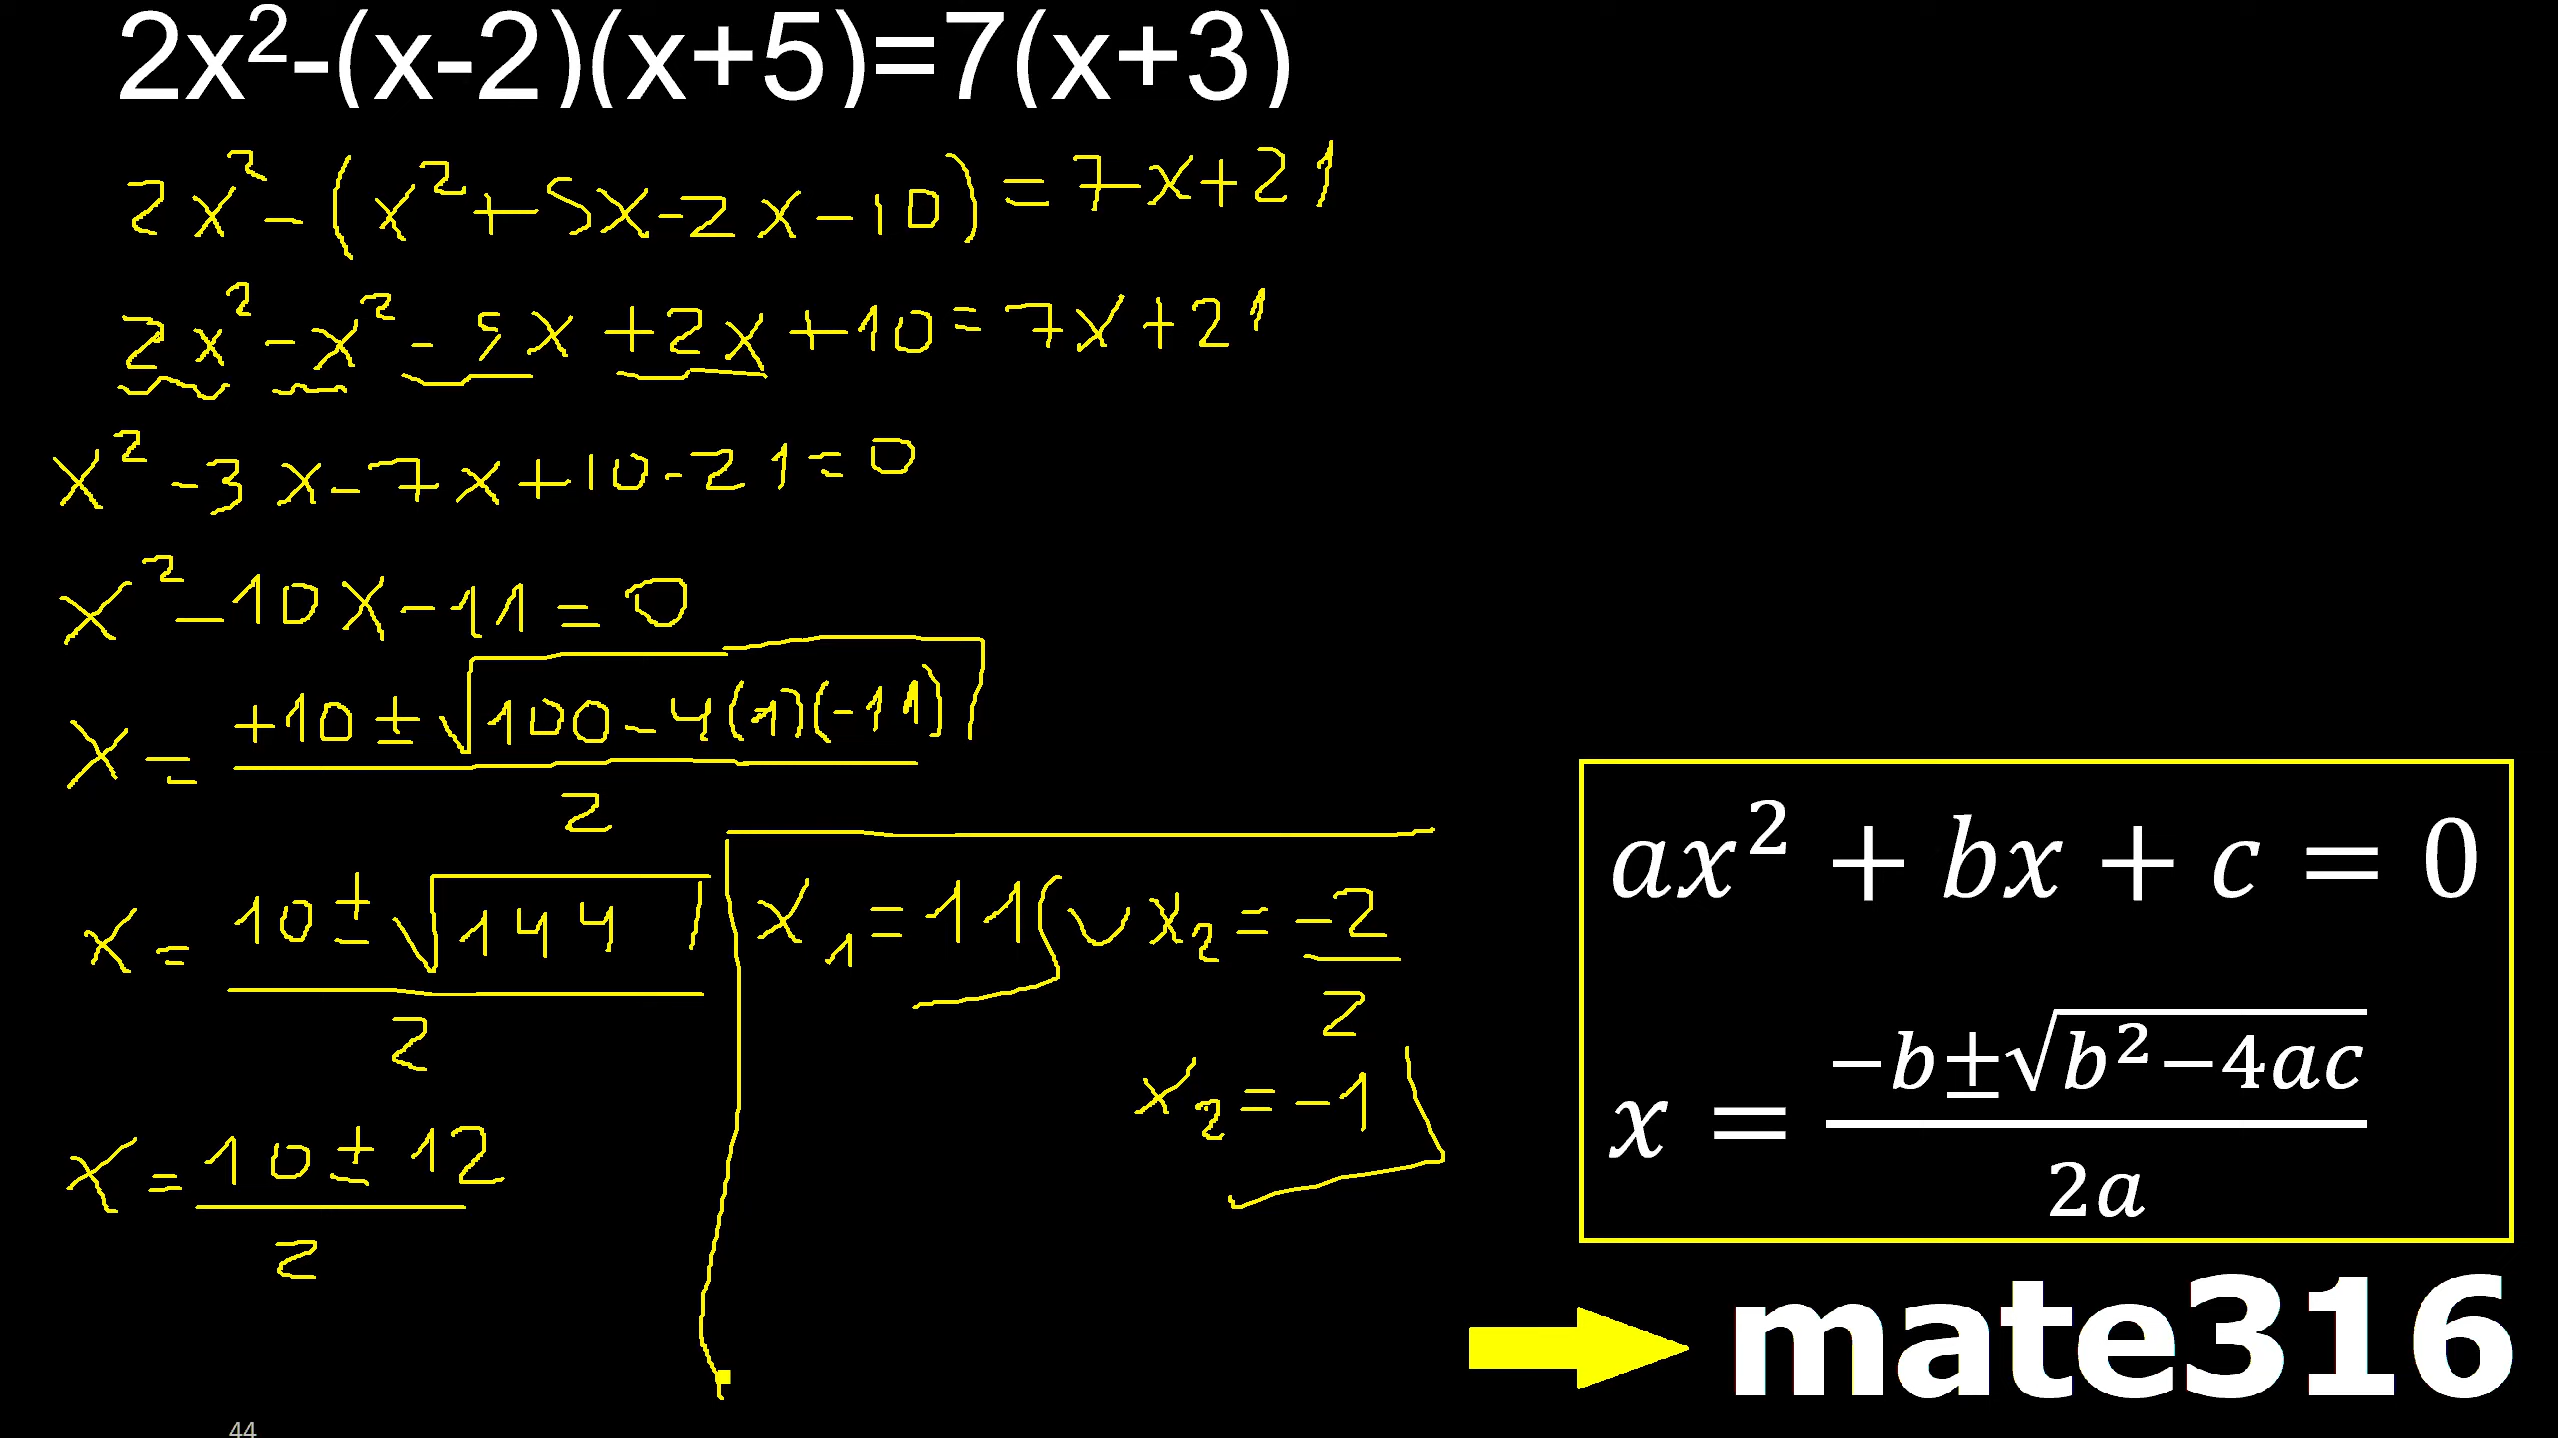 2x²-(x-2)(x+5)=7(x+3)
2x²-(x²+5x-2x-10)=7x+21
2x²-x²-5x+2x+10=7x+21
x²-3x-7x+10-21=0
x²-10x-11=0
x=+10±√100-4(1)(-11)
2
x=10±√144
2
x=10±12
2
x₁=11 ∨ x₂=-2
2
x₂=-1
ax²+bx+c=0
x=-b±√b²-4ac
2a
mate316
44